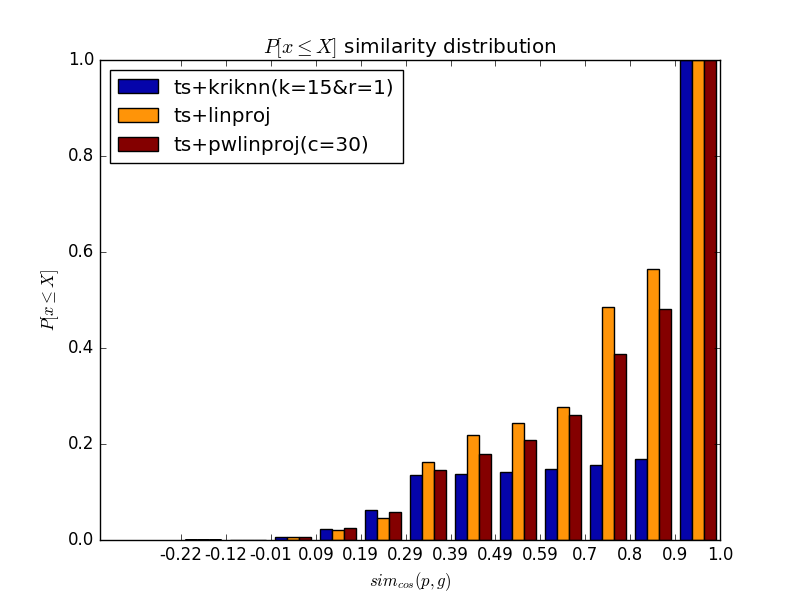 P[x ≤ X] similarity distribution
ts+kriknn(k=15&r=1)
ts+linproj
ts+pwlinproj(c=30)
1.0
0.8
0.6
0.4
0.2
0.0
P[x ≤ X]
-0.22 -0.12 -0.01 0.09 0.19 0.29 0.39 0.49 0.59 0.7 0.8 0.9 1.0
sim_cos(p, g)